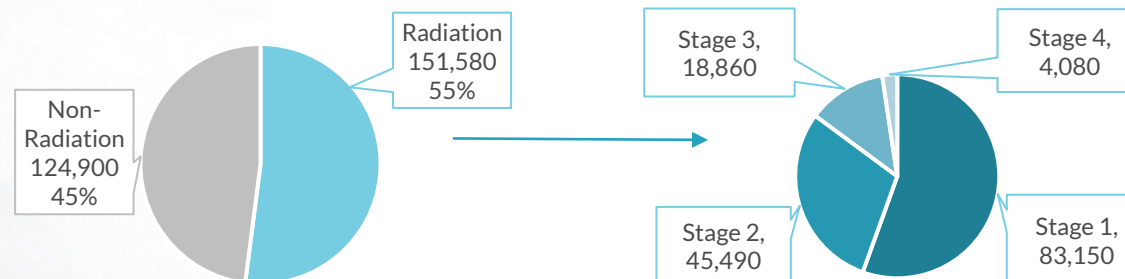 Radiation
151,580
55%
Non-
Radiation
124,900
45%
Stage 3,
18,860
Stage 4,
4,080
Stage 2,
45,490
Stage 1,
83,150